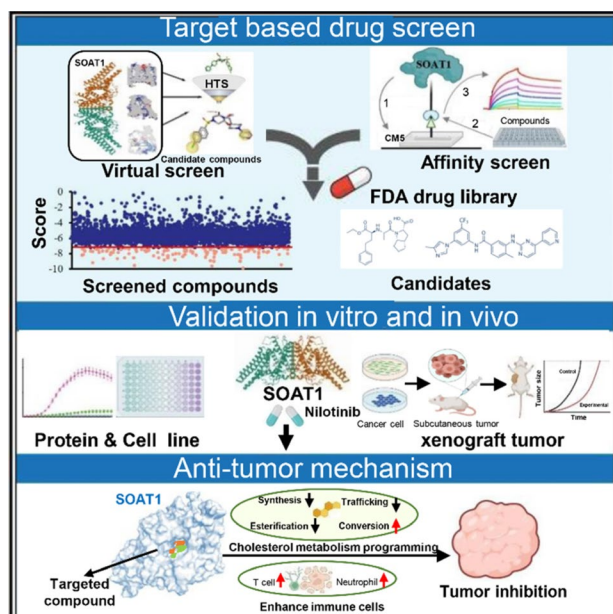 Target based drug screen
SOAT1
HTS
Candidate compounds
Virtual screen
SOAT1
1
3
2
CM5
Compounds
Affinity screen
FDA drug library
Score
0
-2
-4
-6
-8
-10
Screened compounds
Candidates
Validation in vitro and in vivo
Protein & Cell line
SOAT1
Nilotinib
Cancer cell
Subcutaneous tumor
Tumor size
Control
Experimental
Time
xenograft tumor
Anti-tumor mechanism
SOAT1
Targeted
compound
Synthesis
Trafficking
Esterification
Conversion
Cholesterol metabolism programming
T cell
Neutrophil
Enhance immune cells
Tumor inhibition